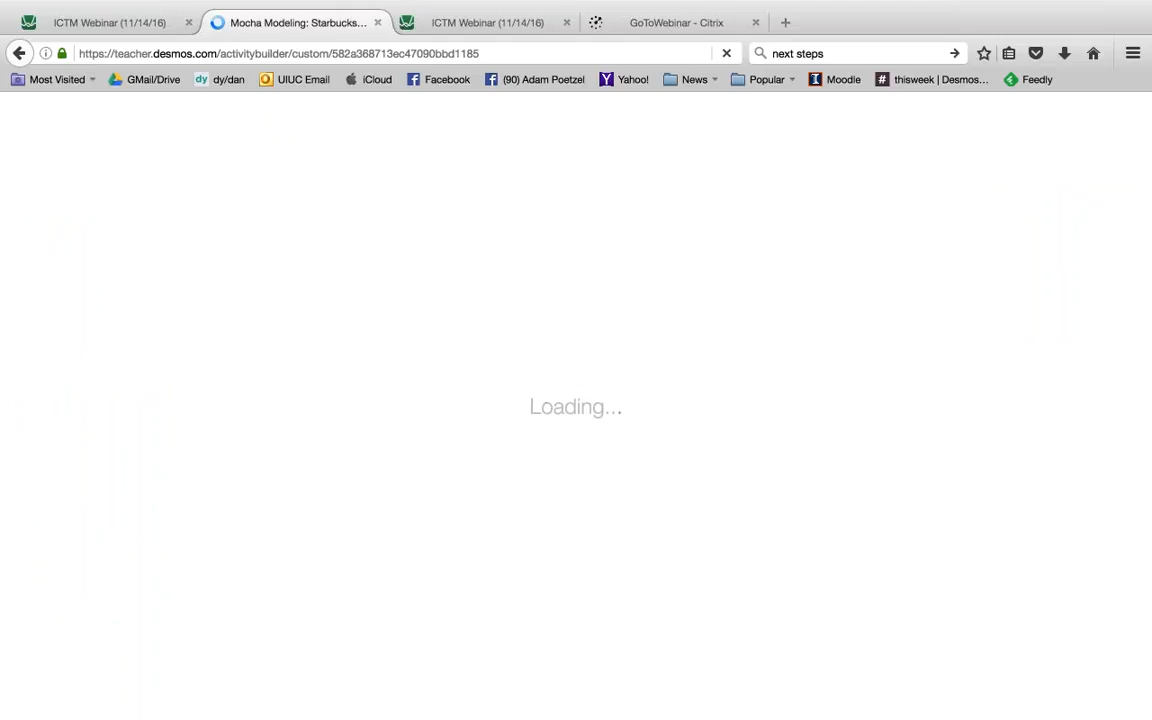 ICTM Webinar (11/14/16) × Mocha Modeling: Starbucks... × ICTM Webinar (11/14/16) × GoToWebinar - Citrix × +
https://teacher.desmos.com/activitybuilder/custom/582a368713ec47090bbd1185 next steps
Most Visited GMail/Drive dy dy/dan UIUC Email iCloud Facebook (90) Adam Poetzel Yahoo! News Popular Moodle # thisweek | Desmos... Feedly
Loading...